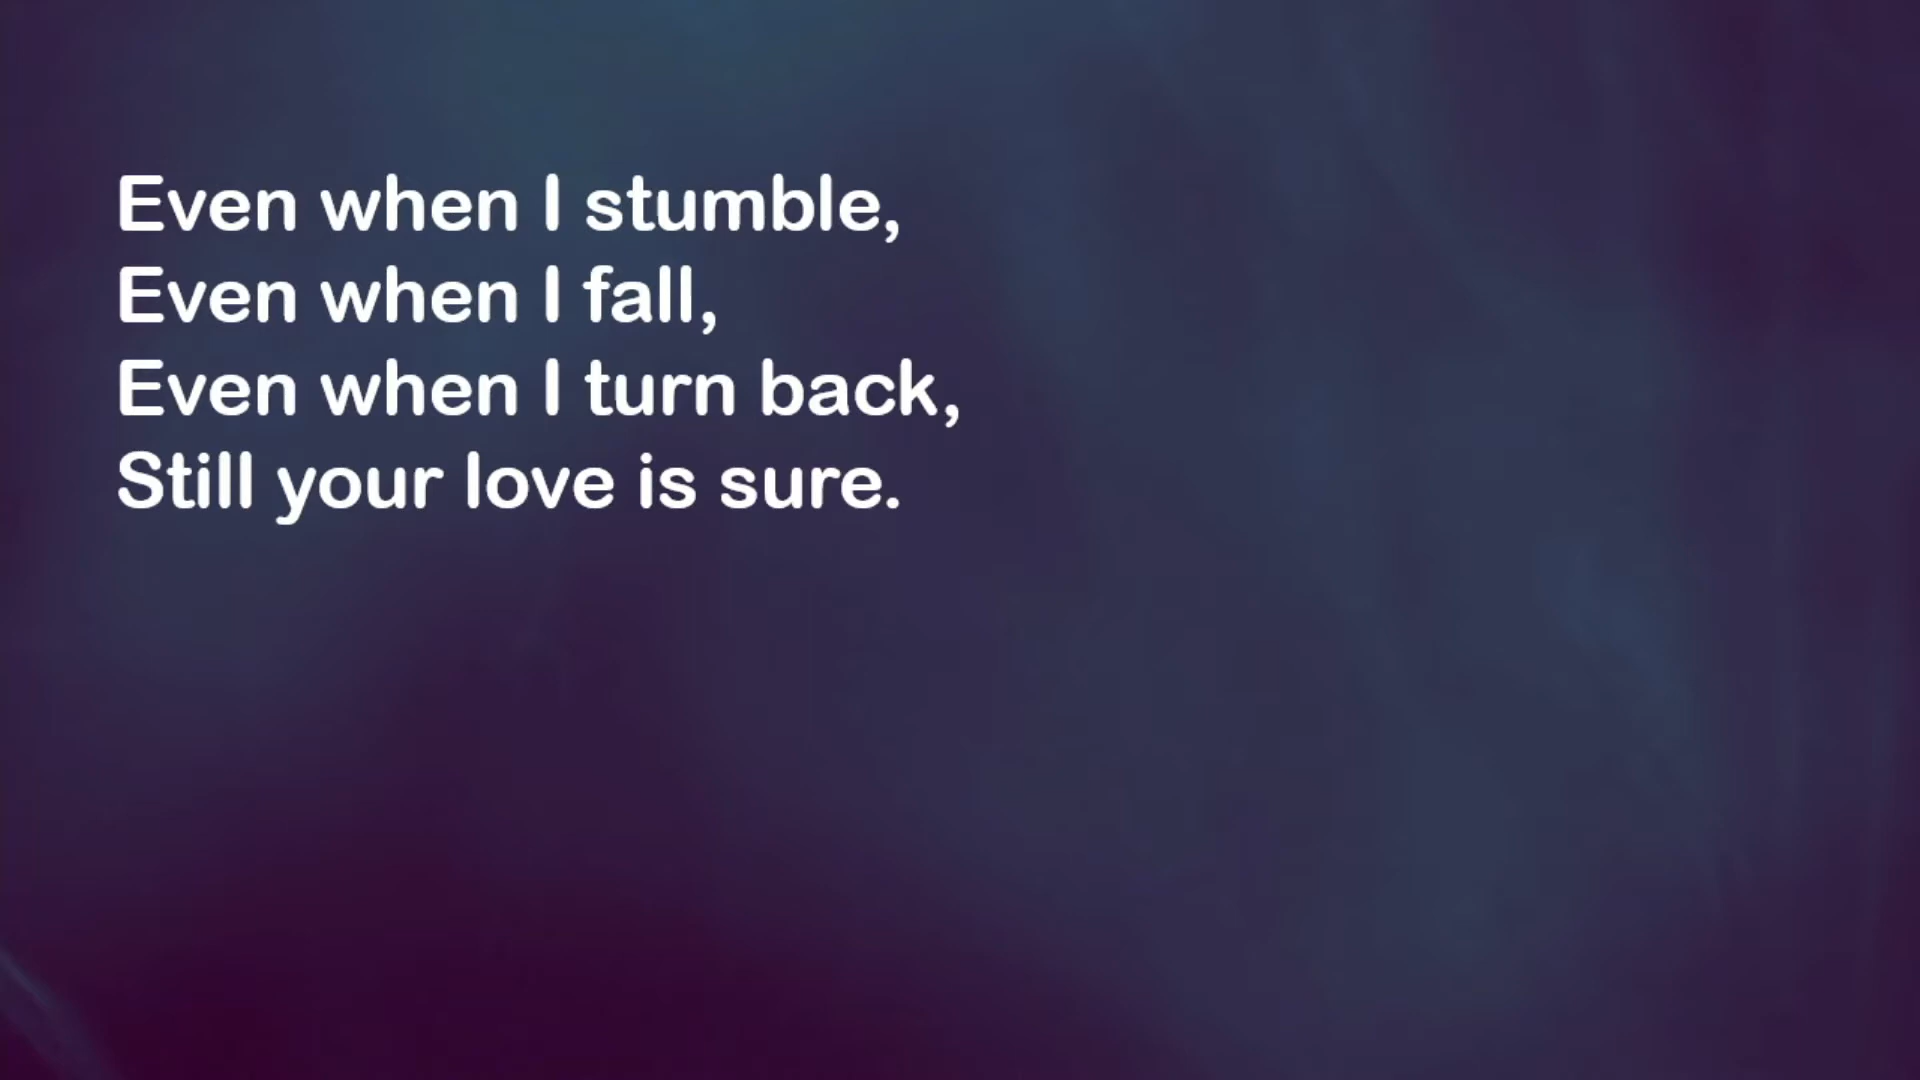 Even when I stumble,
Even when I fall,
Even when I turn back,
Still your love is sure.